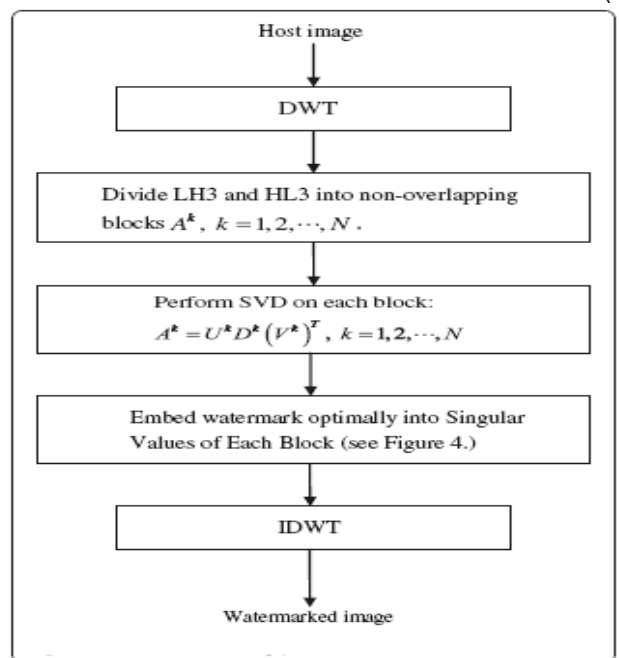 Host image
DWT
Divide LH3 and HL3 into non-overlapping
blocks A^k, k = 1, 2, ⋯, N .
Perform SVD on each block:
A^k = U^k D^k (V^k)^T, k = 1, 2, ⋯, N
Embed watermark optimally into Singular
Values of Each Block (see Figure 4.)
IDWT
Watermarked image